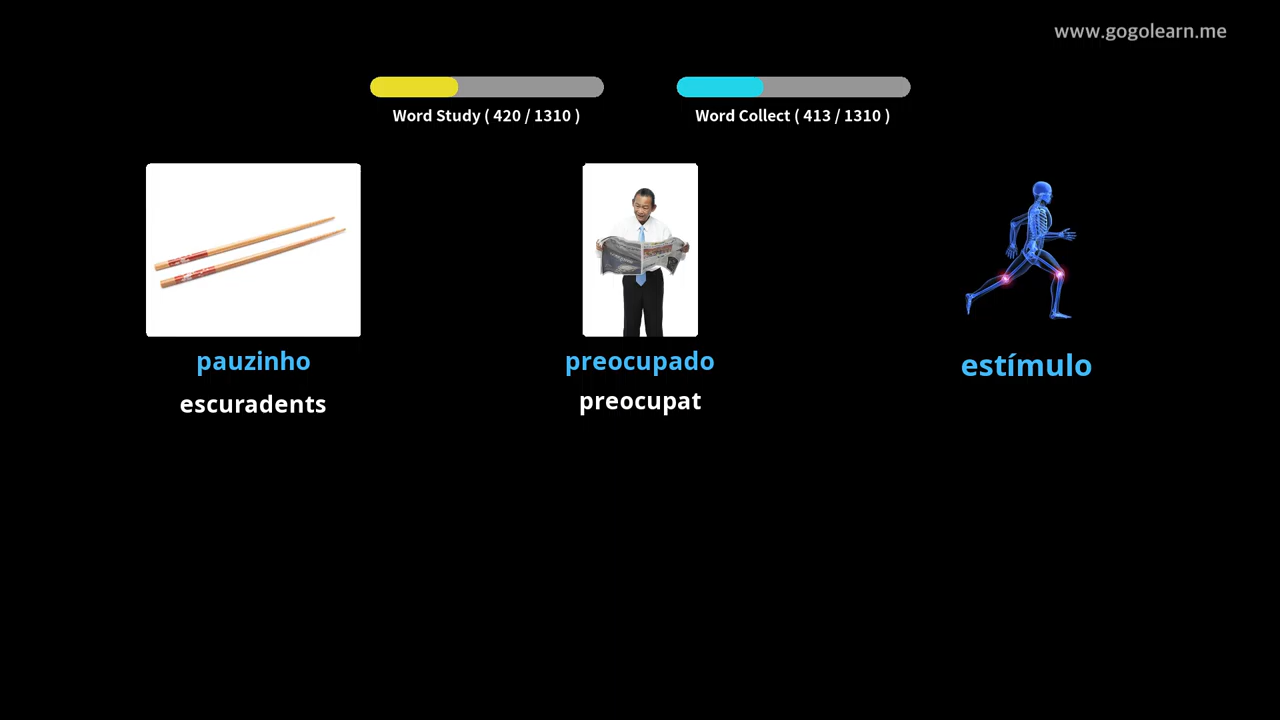 www.gogolearn.me
Word Study ( 420 / 1310 )
Word Collect ( 413 / 1310 )
pauzinho
preocupado
estímulo
escuradents
preocupat